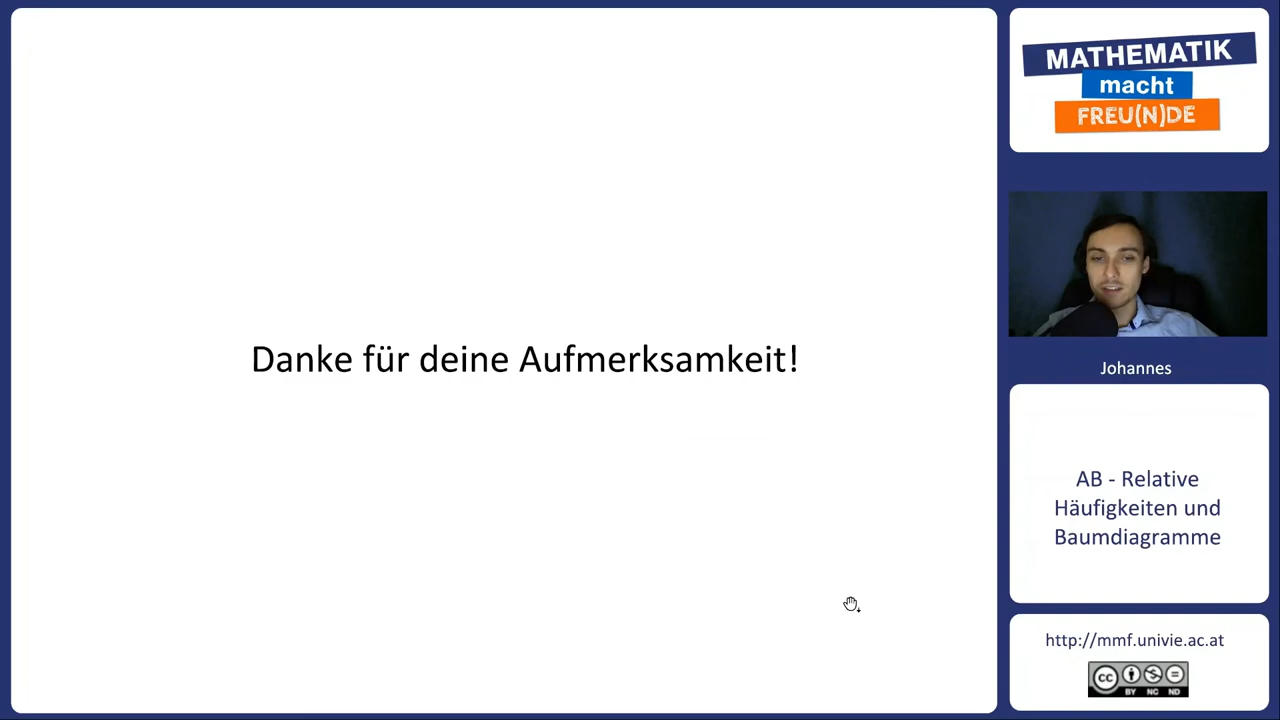 Danke für deine Aufmerksamkeit!
MATHEMATIK
macht
FREU(N)DE
Johannes
AB - Relative
Häufigkeiten und
Baumdiagramme
http://mmf.univie.ac.at
cc
BY NC ND